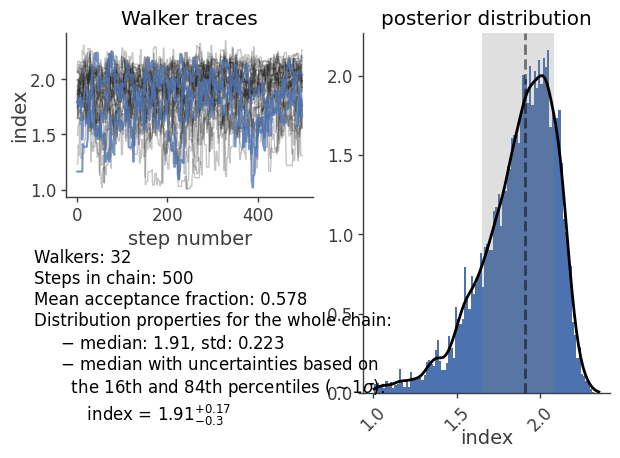 Walker traces
index
2.0
1.5
1.0
0
200
400
step number
Walkers: 32
Steps in chain: 500
Mean acceptance fraction: 0.578
Distribution properties for the whole chain:
− median: 1.91, std: 0.223
− median with uncertainties based on
the 16th and 84th percentiles ( ∼ 1σ
index = 1.91^{+0.17}_{−0.3}
posterior distribution
2.0
1.5
1.0
0.5
0.0
1.0
1.5
2.0
index